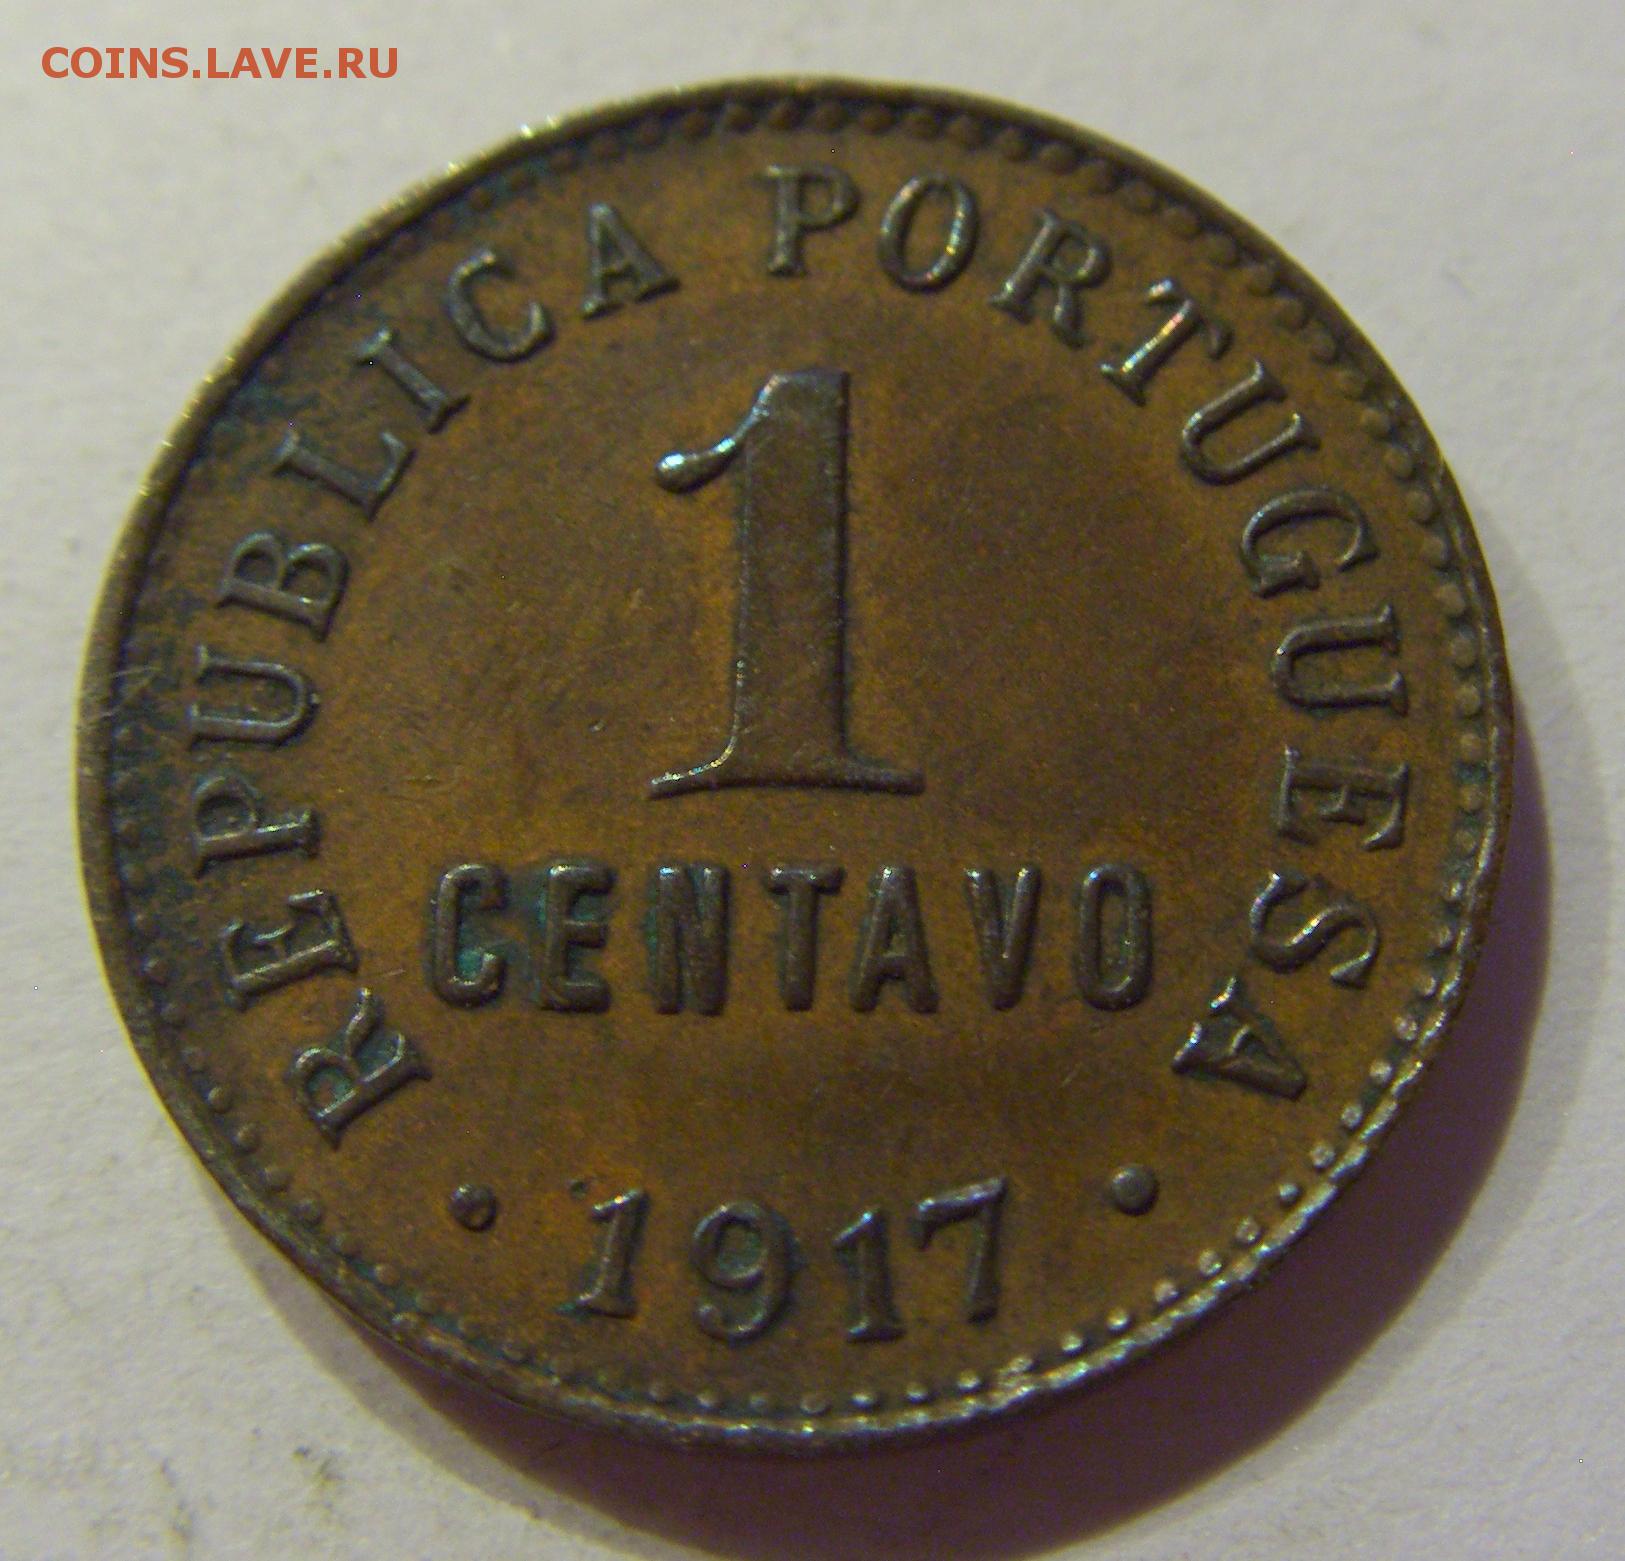 COINS.LAVE.RU
REPUBLICA PORTUGUESA
1
CENTAVO
• 1917 •